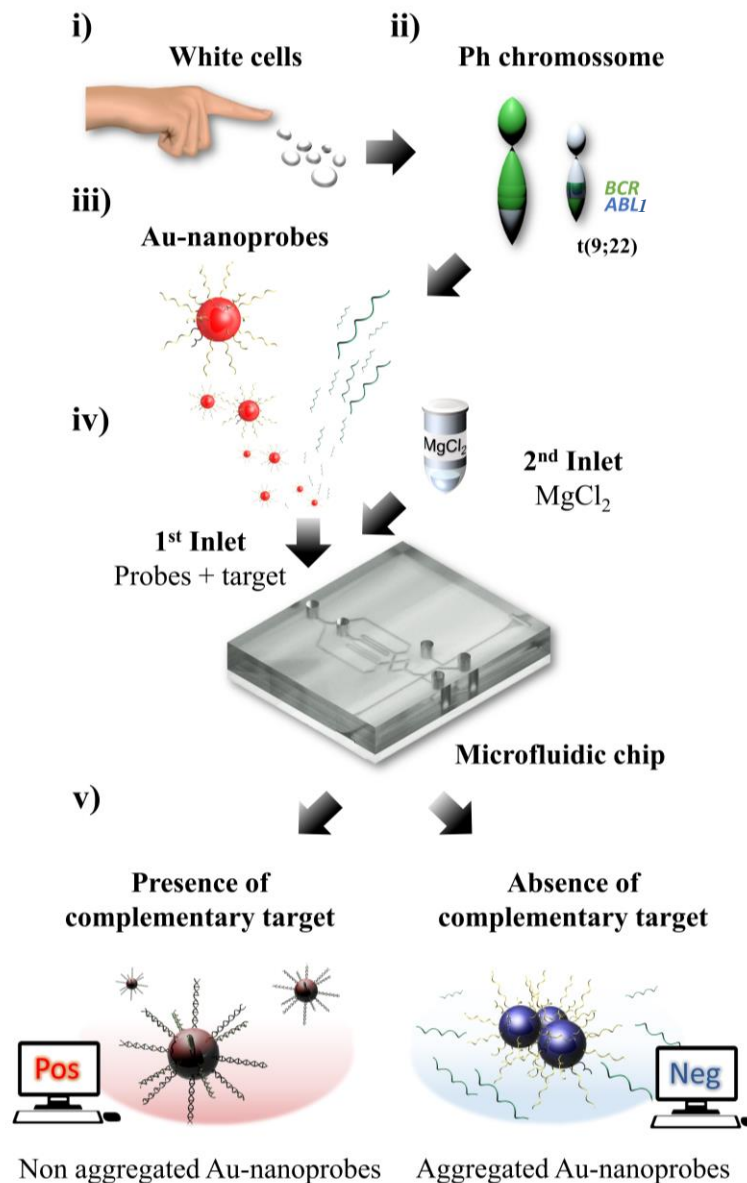 i)
White cells
ii)
Ph chromossome
BCR
ABL1
t(9;22)
iii)
Au-nanoprobes
iv)
MgCl₂
2nd Inlet
MgCl₂
1st Inlet
Probes + target
Microfluidic chip
v)
Presence of
complementary target
Pos
Non aggregated Au-nanoprobes
Absence of
complementary target
Neg
Aggregated Au-nanoprobes